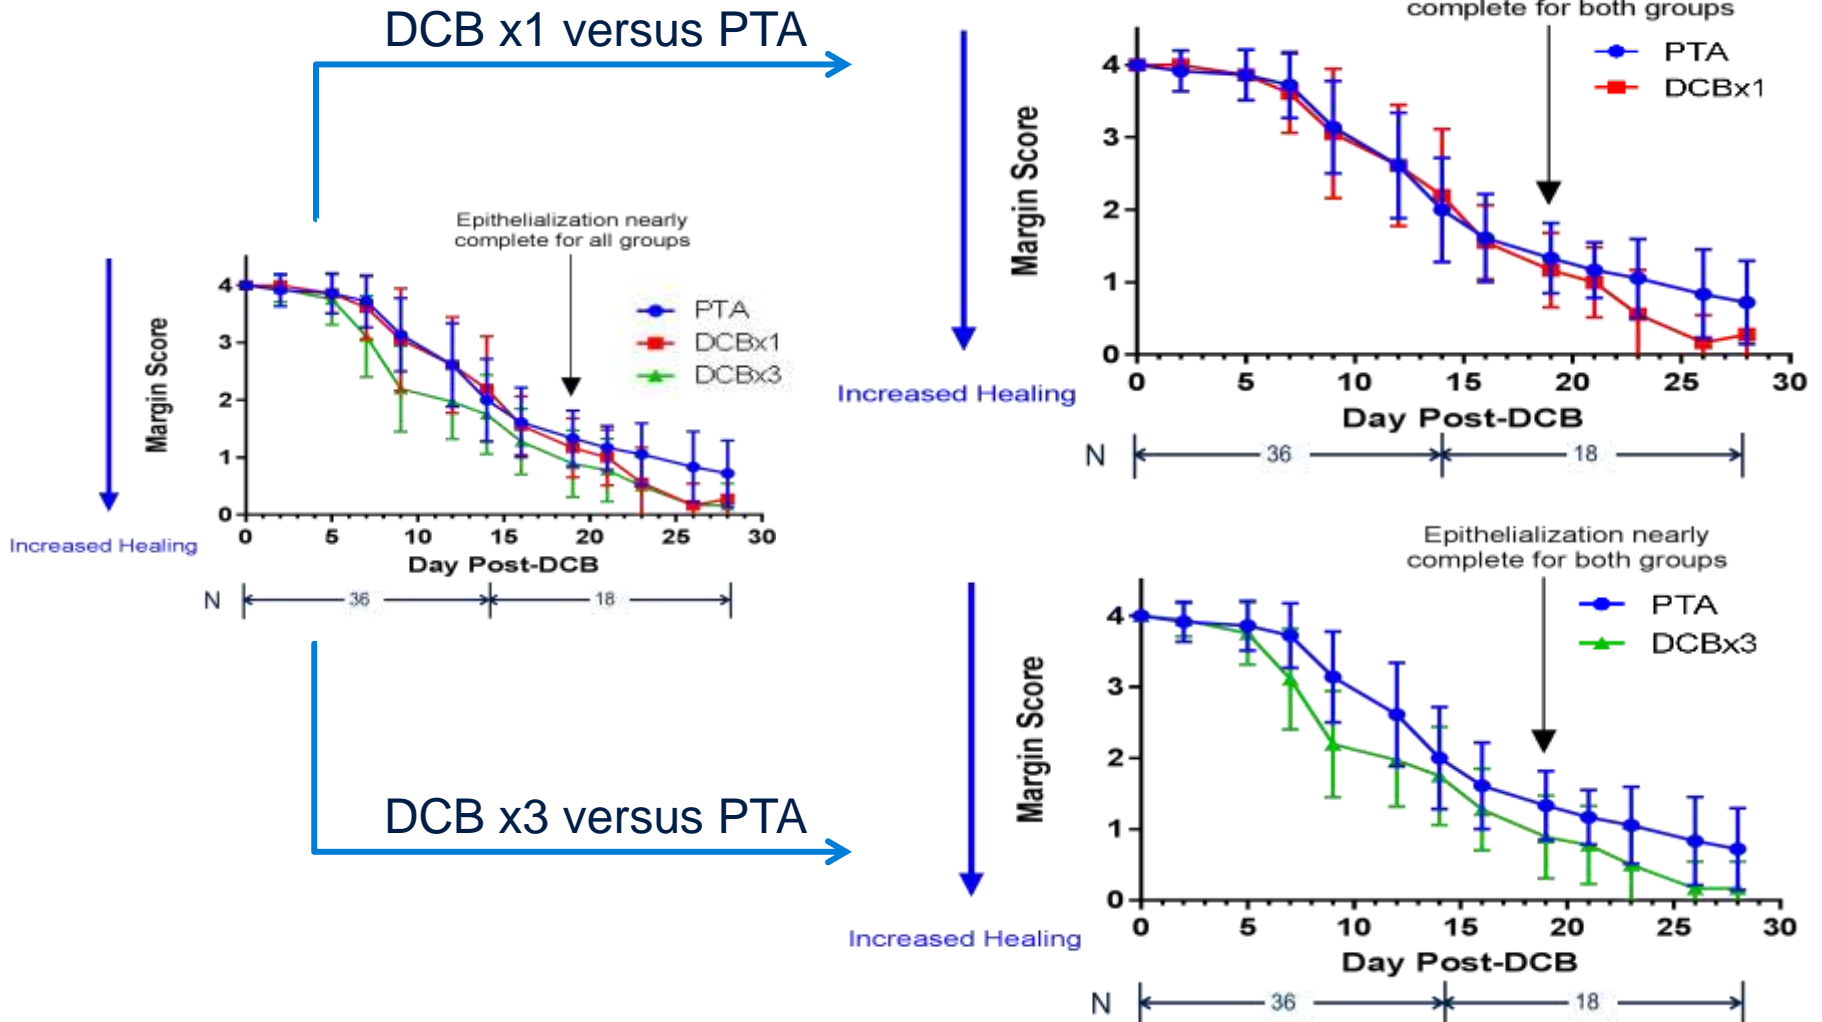 DCB x1 versus PTA
Epithelialization nearly
complete for all groups
4
3
2
1
0
Margin Score
PTA
DCBx1
DCBx3
0 5 10 15 20 25 30
Day Post-DCB
Increased Healing
N 36 18
DCB x3 versus PTA
complete for both groups
PTA
DCBx1
4
3
2
1
0
Margin Score
0 5 10 15 20 25 30
Day Post-DCB
Increased Healing
N 36 18
Epithelialization nearly
complete for both groups
PTA
DCBx3
4
3
2
1
0
Margin Score
0 5 10 15 20 25 30
Day Post-DCB
Increased Healing
N 36 18